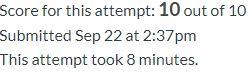 Score for this attempt: 10 out of 10
Submitted Sep 22 at 2:37pm
This attempt took 8 minutes.